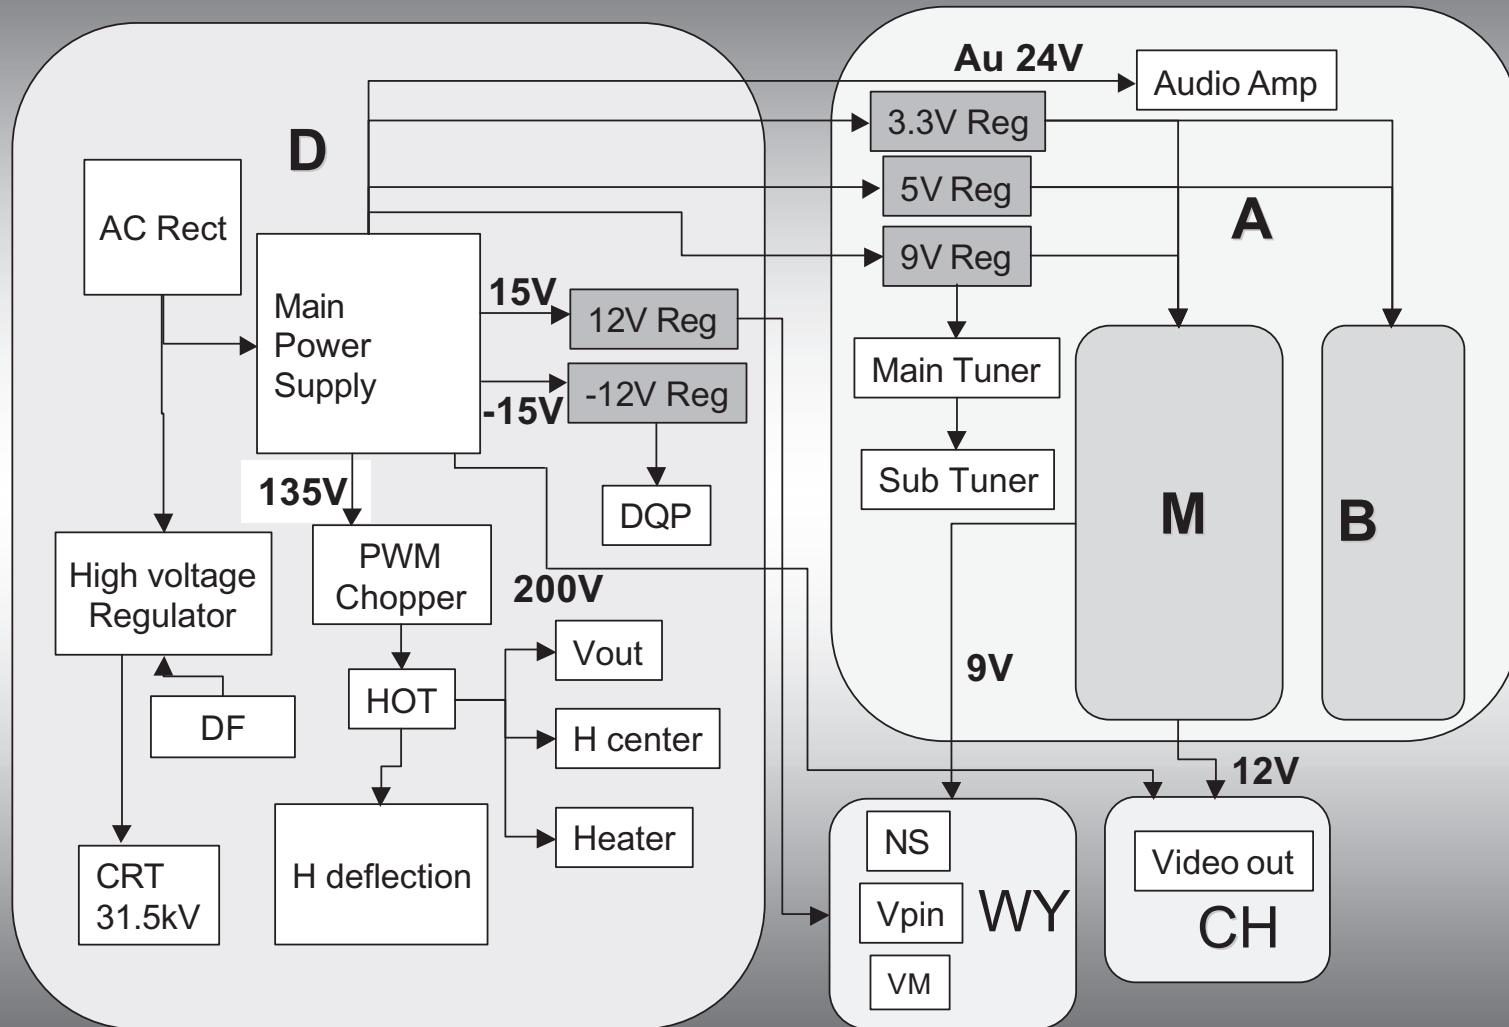 Au 24V
Audio Amp
D
3.3V Reg
AC Rect
5V Reg
A
9V Reg
Main
Power
Supply
15V
12V Reg
-15V
-12V Reg
Main Tuner
135V
DQP
Sub Tuner
M
B
High voltage
Regulator
PWM
Chopper
200V
Vout
9V
DF
HOT
H center
12V
CRT
31.5kV
H deflection
Heater
NS
Vpin
VM
WY
Video out
CH